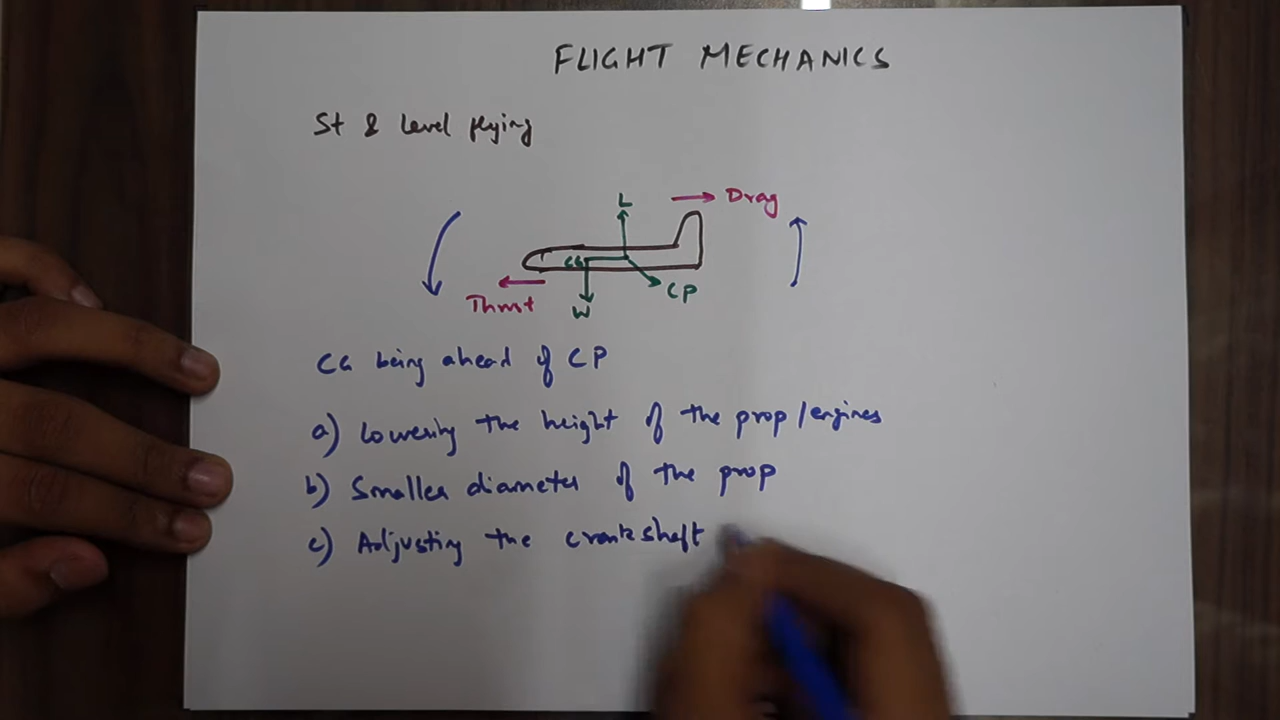 FLIGHT MECHANICS
St & Level flying
L
Drag
CG
CP
Thrust
W
CG being ahead of CP
a) Lowering the height of the prop/engines
b) Smaller diameter of the prop
c) Adjusting the crankshaft